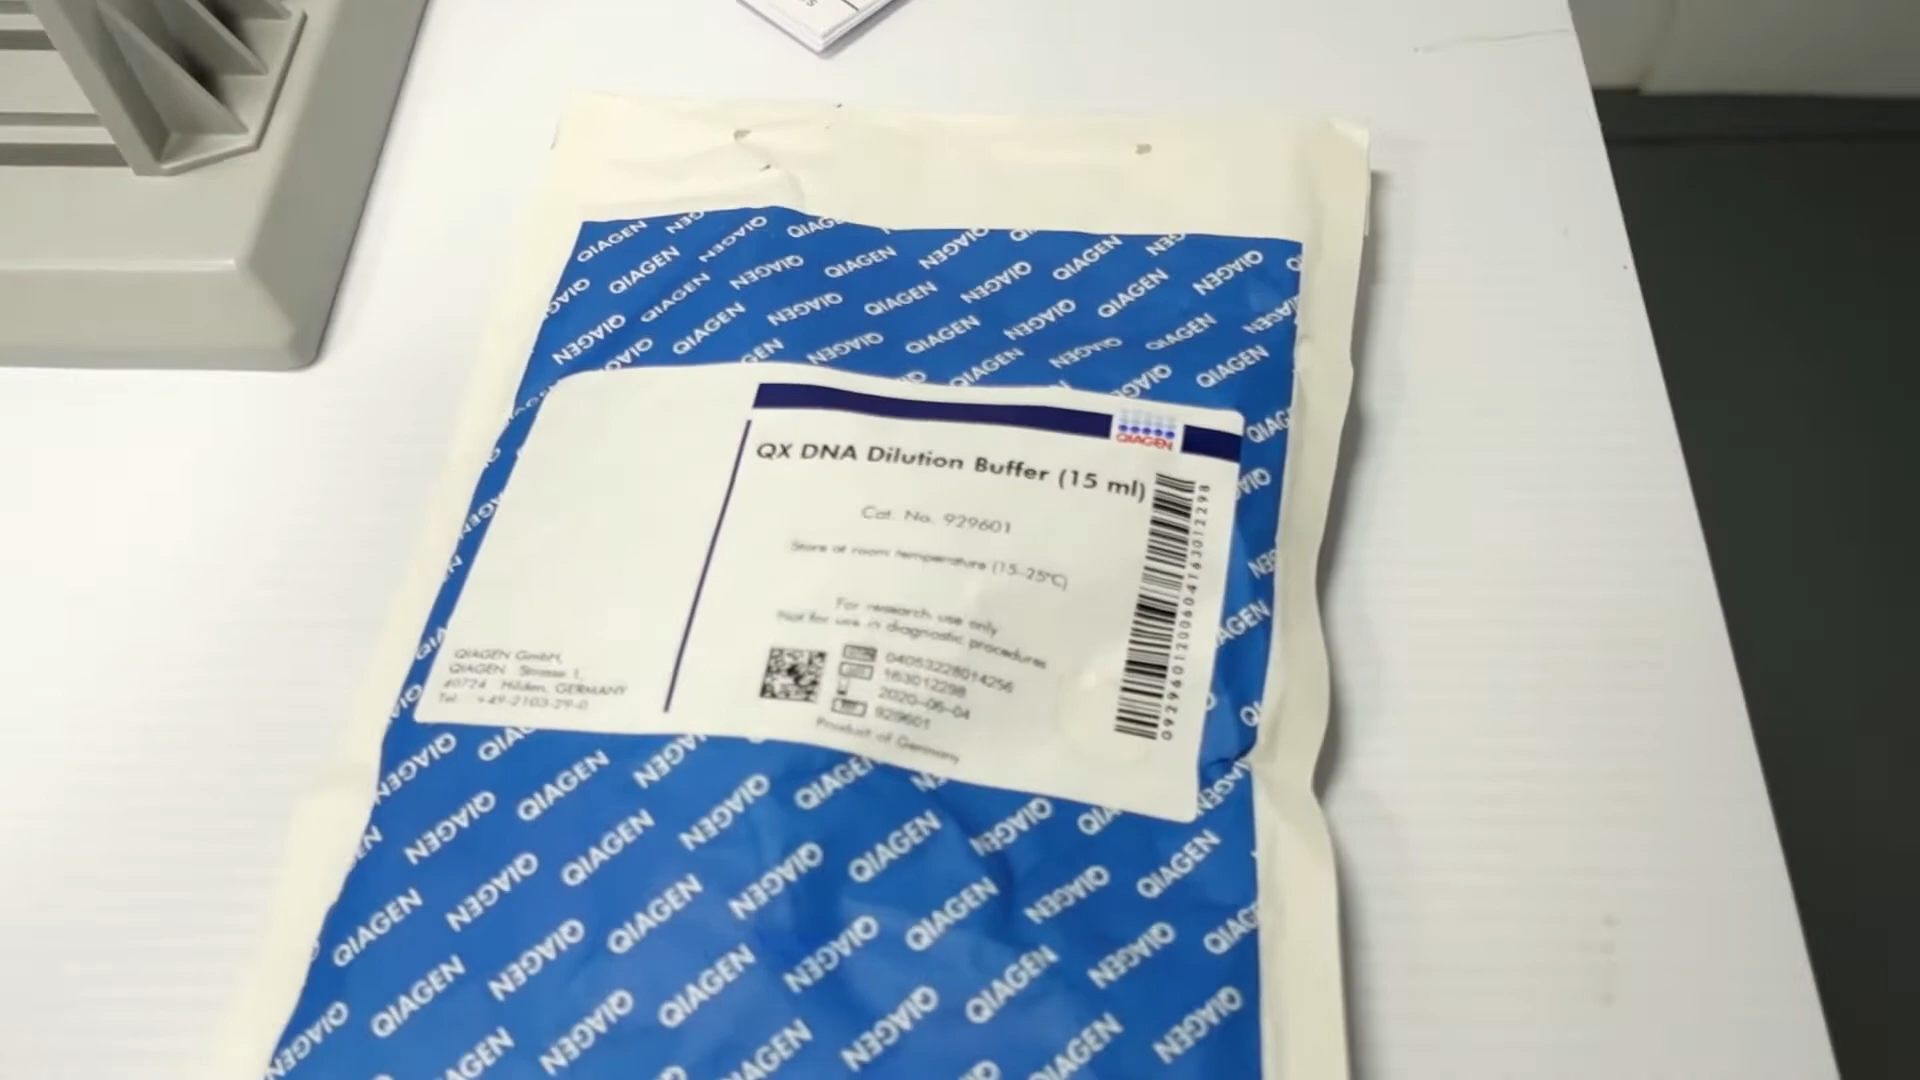 QIAGEN
QX DNA Dilution Buffer (15 ml)
Cat. No. 929601
Store at room temperature (15–25°C)
For research use only
Not for use in diagnostic procedures
04053228014256
LOT 163012298
2020-06-04
REF 929601
Product of Germany
QIAGEN GmbH,
QIAGEN Strasse 1,
40724 Hilden, GERMANY
Tel. +49-2103-29-0